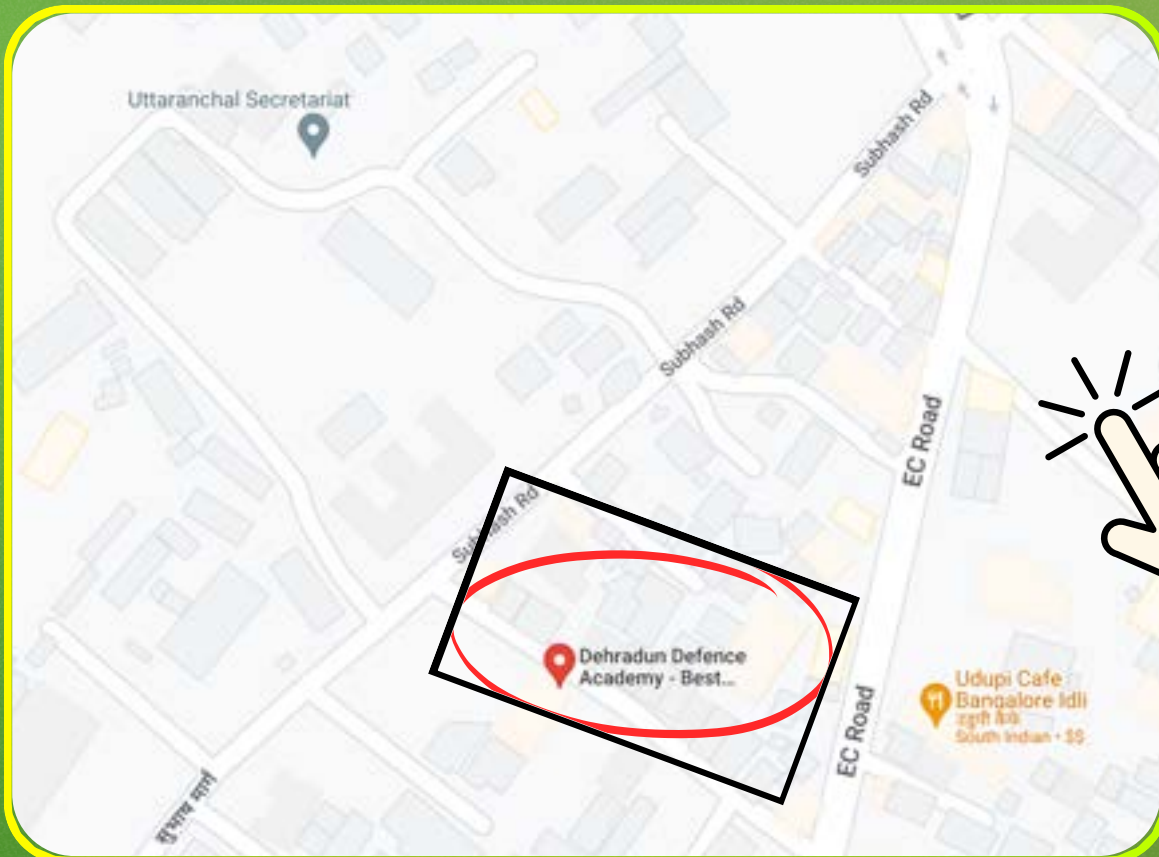 Uttaranchal Secretariat
Subhash Rd
Subhash Rd
EC Road
Subhash Rd
Dehradun Defence
Academy - Best...
Udupi Cafe
Bangalore Idli
South Indian · $$
EC Road